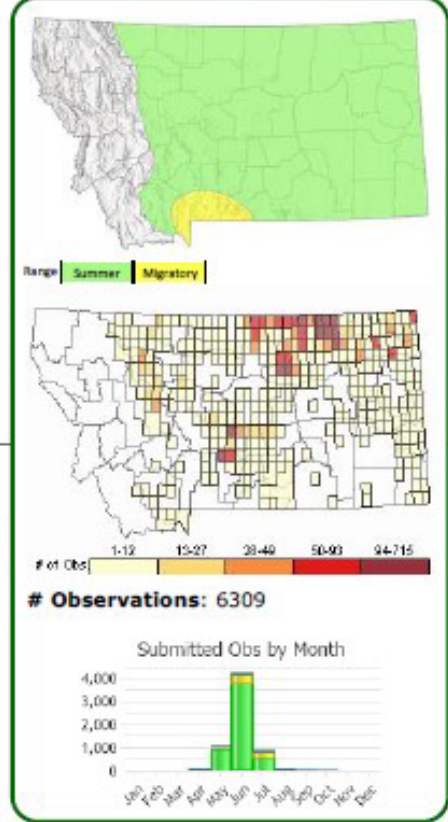 Range Summer Migratory
1-12 13-27 28-49 50-93 94-715
# of Obs
# Observations: 6309
Submitted Obs by Month
4,000
3,000
2,000
1,000
0
Jan Feb Mar Apr May Jun Jul Aug Sep Oct Nov Dec